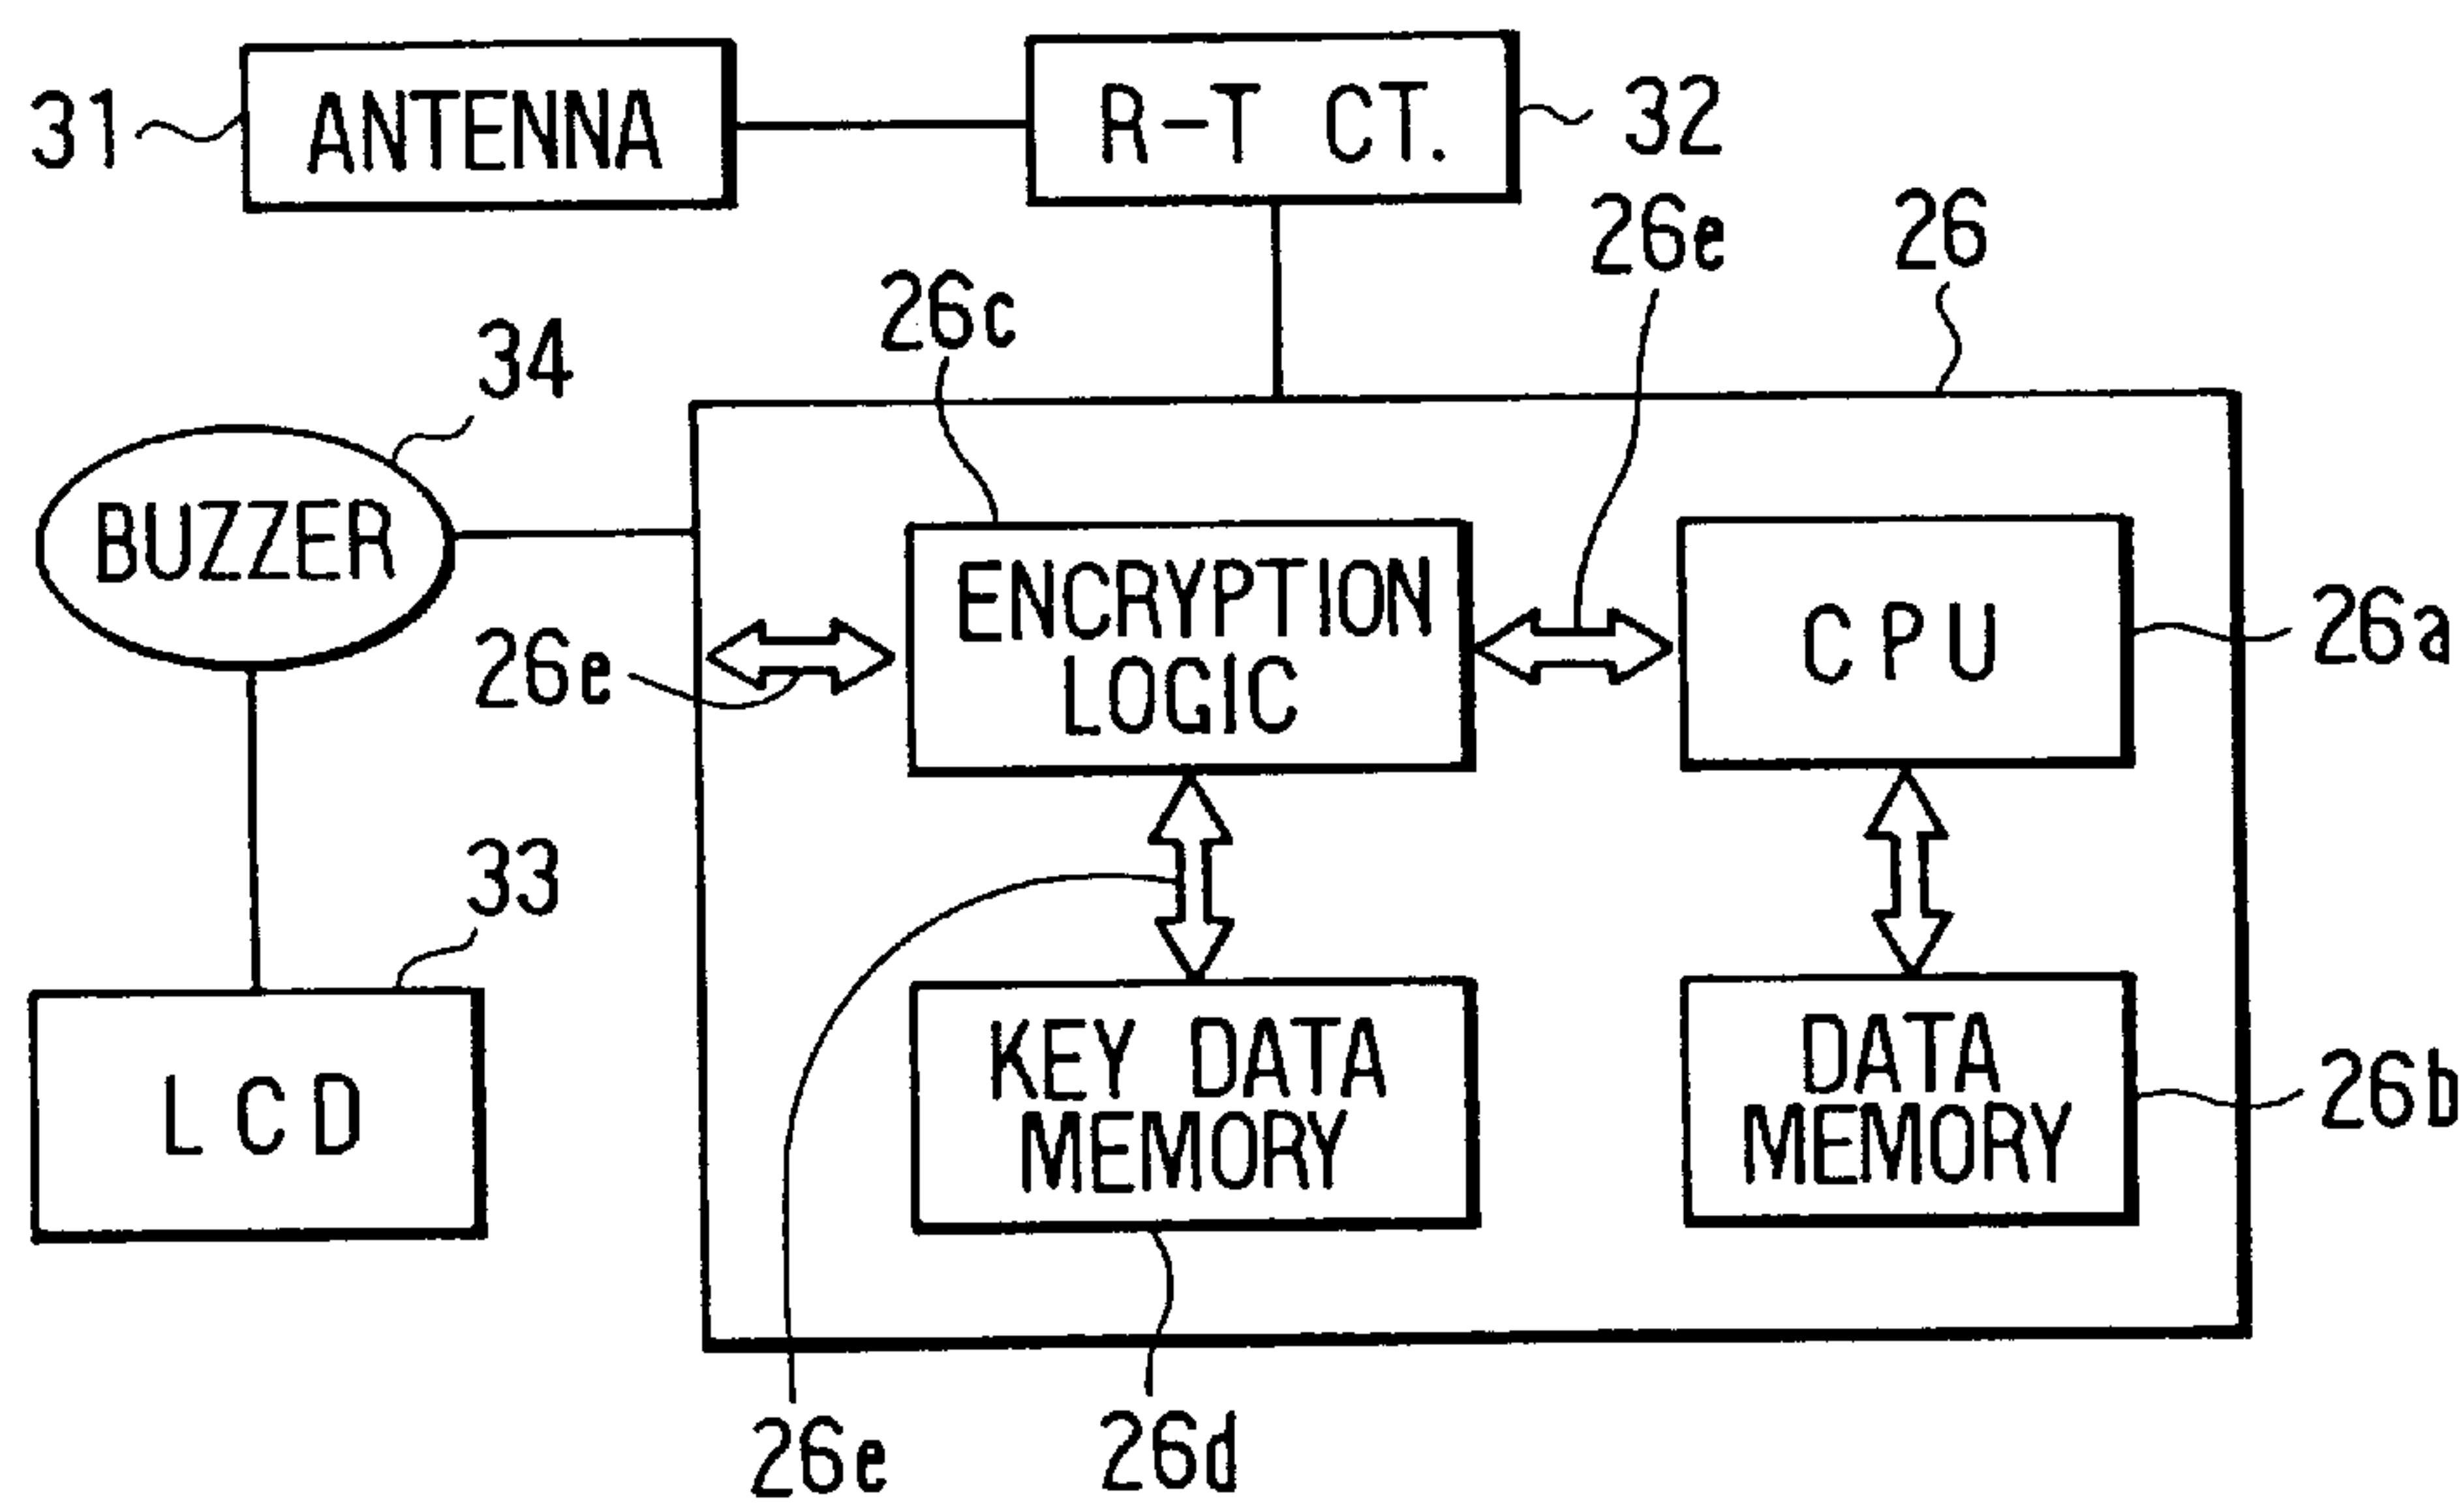 31
ANTENNA
R-T CT.
32
26e
26
26c
34
BUZZER
ENCRYPTION
LOGIC
CPU
26a
26e
33
LCD
KEY DATA
MEMORY
DATA
MEMORY
26b
26e
26d